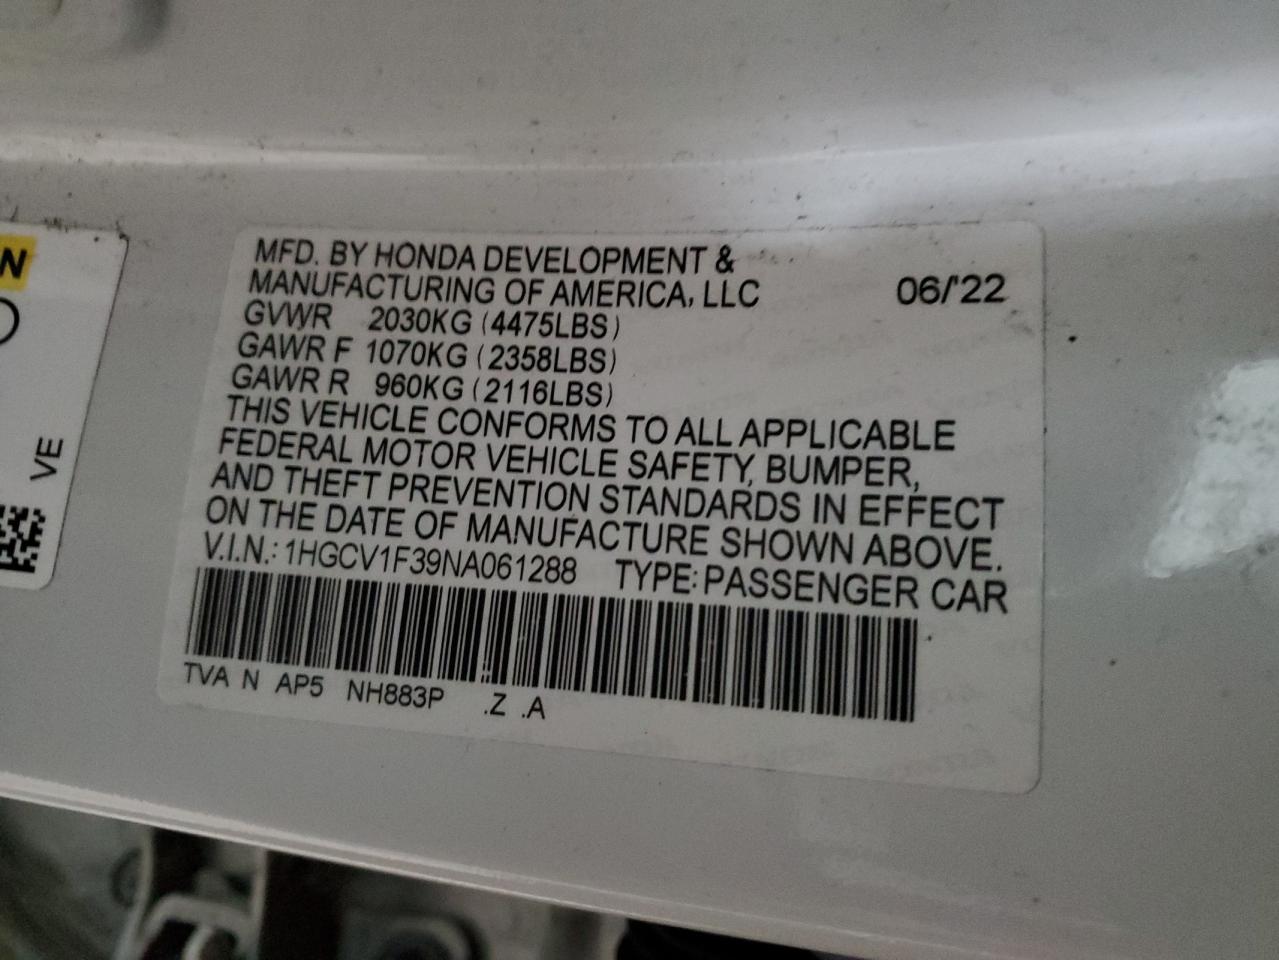 N
VE
MFD. BY HONDA DEVELOPMENT &
MANUFACTURING OF AMERICA, LLC 06/'22
GVWR 2030KG (4475LBS)
GAWR F 1070KG (2358LBS)
GAWR R 960KG (2116LBS)
THIS VEHICLE CONFORMS TO ALL APPLICABLE
FEDERAL MOTOR VEHICLE SAFETY, BUMPER,
AND THEFT PREVENTION STANDARDS IN EFFECT
ON THE DATE OF MANUFACTURE SHOWN ABOVE.
V.I.N.: 1HGCV1F39NA061288 TYPE: PASSENGER CAR
TVA N AP5 NH883P .Z .A